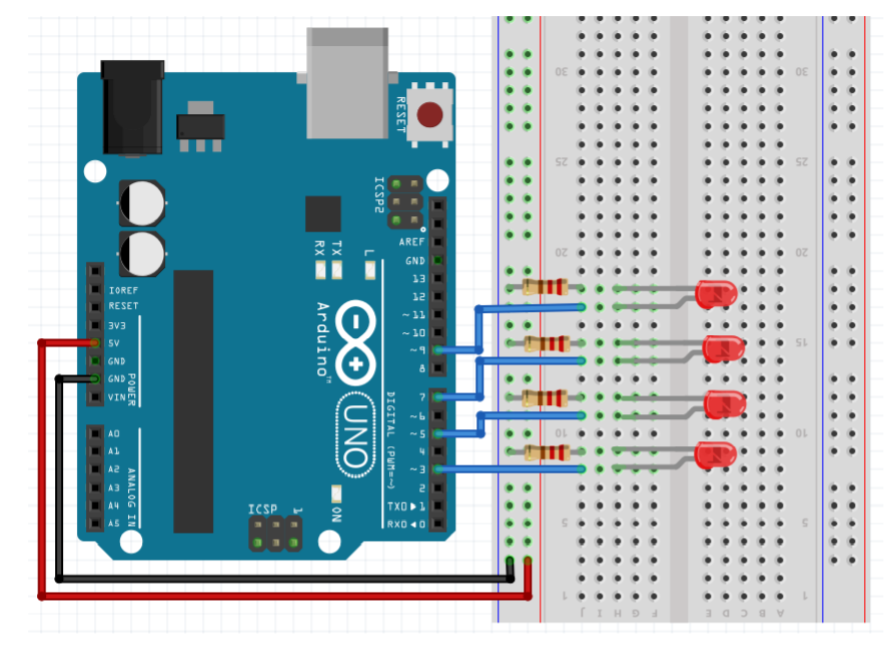 RESET
ICSP2
AREF
GND
13
12
~ 11
~ 10
~ 9
8
7
~ 6
~ 5
4
~ 3
2
TX0 ▶ 1
RX0 ◀ 0
DIGITAL (PWM=~)
RX
TX
L
Arduino™
UNO
ON
ICSP
1
IOREF
RESET
3V3
5V
GND
GND
VIN
POWER
A0
A1
A2
A3
A4
A5
ANALOG IN
30
30
25
25
20
20
15
15
10
10
5
5
1
J I H G F
E D C B A
1